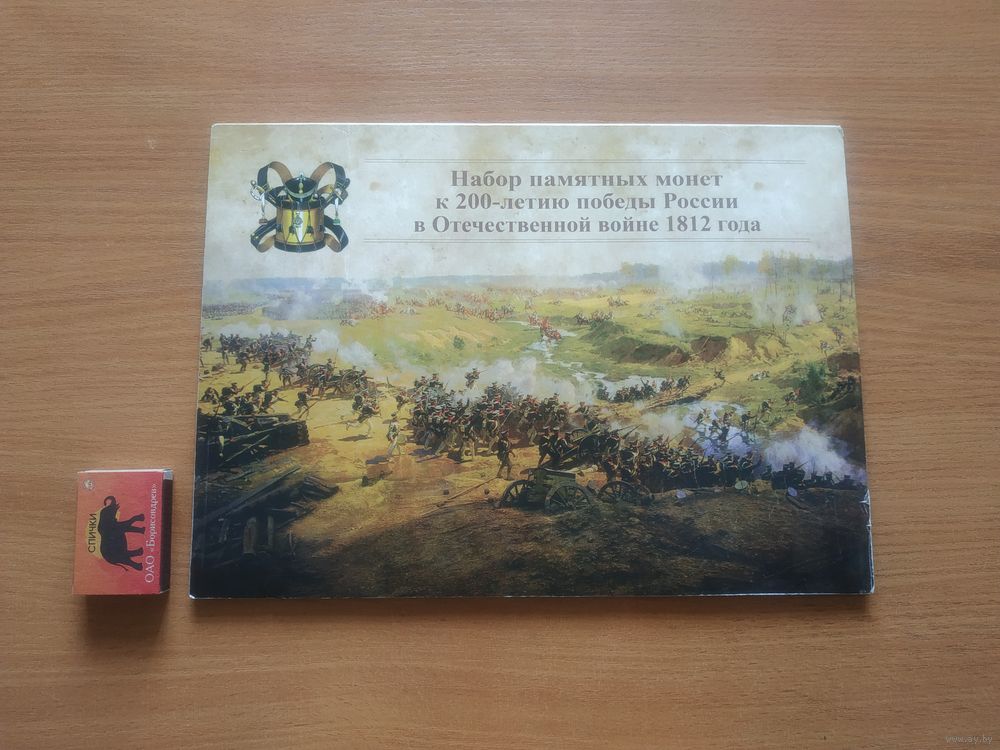 Набор памятных монет
к 200-летию победы России
в Отечественной войне 1812 года
СПИЧКИ
ОАО «Борисовдрев»
www.ay.by